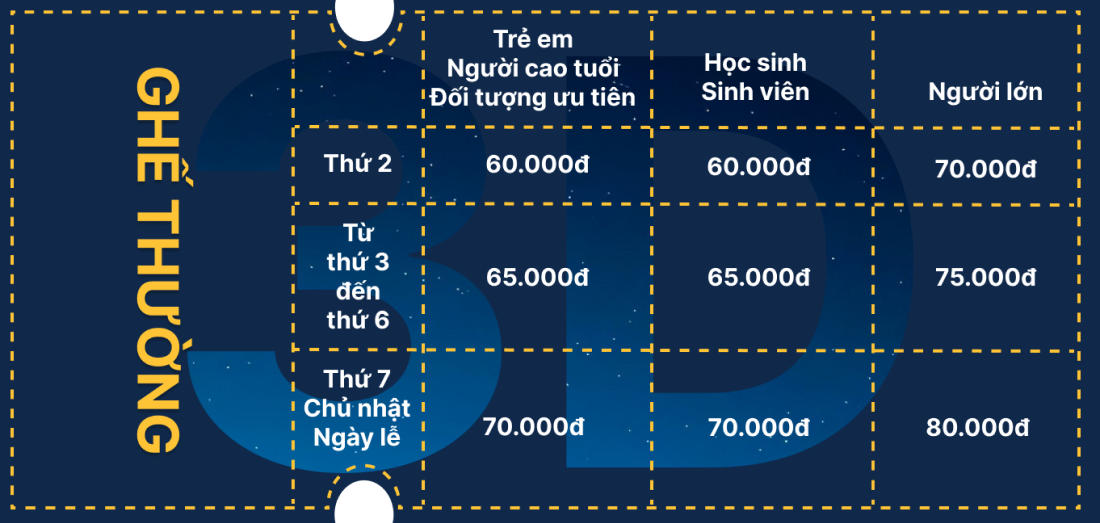 GHẾ THƯỜNG
Trẻ em
Người cao tuổi
Đối tượng ưu tiên
Học sinh
Sinh viên
Người lớn
Thứ 2
60.000đ
60.000đ
70.000đ
Từ
thứ 3
đến
thứ 6
65.000đ
65.000đ
75.000đ
Thứ 7
Chủ nhật
Ngày lễ
70.000đ
70.000đ
80.000đ
3D